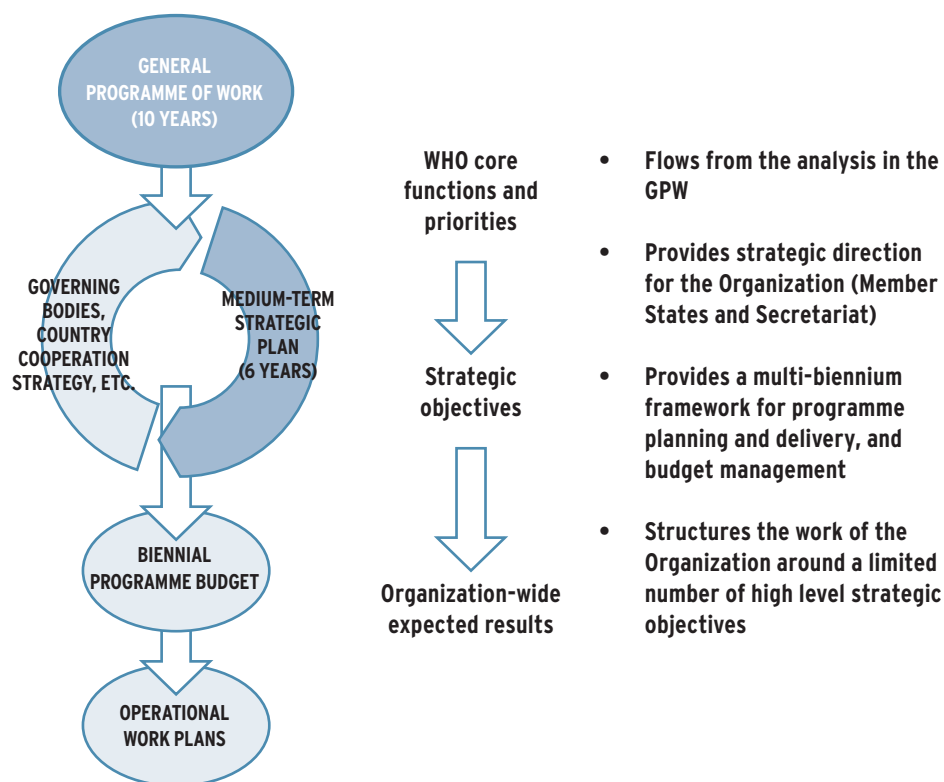 GENERAL
PROGRAMME OF WORK
(10 YEARS)
GOVERNING
BODIES,
COUNTRY
COOPERATION
STRATEGY, ETC.
MEDIUM-TERM
STRATEGIC
PLAN
(6 YEARS)
BIENNIAL
PROGRAMME BUDGET
OPERATIONAL
WORK PLANS
WHO core
functions and
priorities
Strategic
objectives
Organization-wide
expected results
• Flows from the analysis in the
GPW
• Provides strategic direction
for the Organization (Member
States and Secretariat)
• Provides a multi-biennium
framework for programme
planning and delivery, and
budget management
• Structures the work of the
Organization around a limited
number of high level strategic
objectives